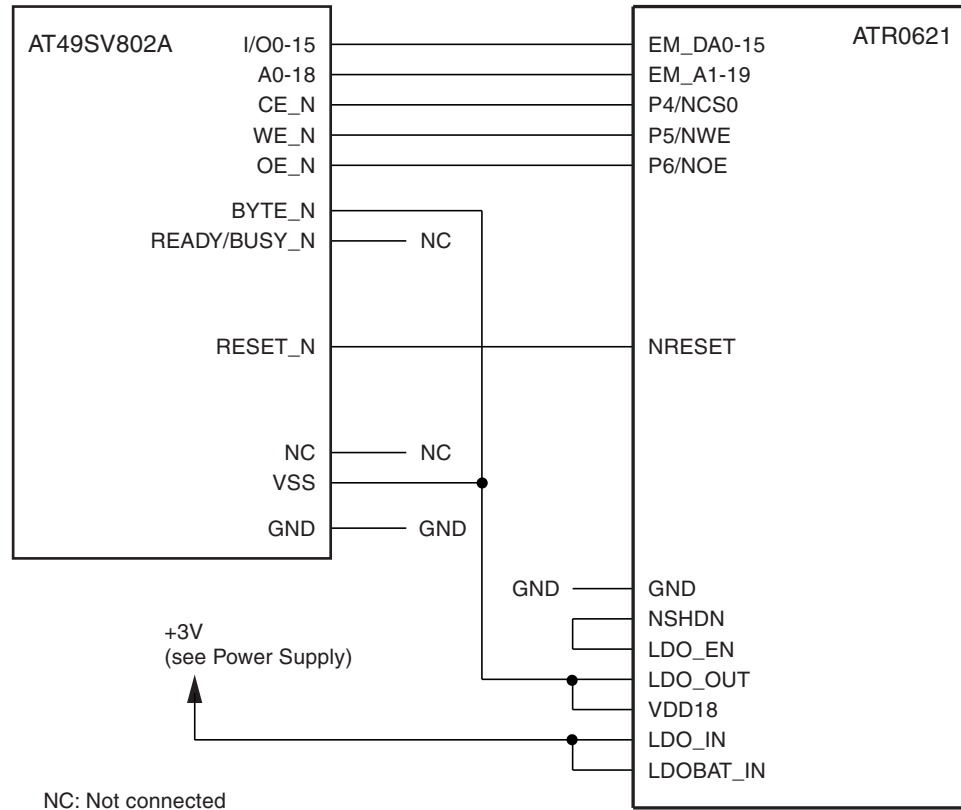 AT49SV802A
I/O0-15
A0-18
CE_N
WE_N
OE_N
BYTE_N
READY/BUSY_N
NC
RESET_N
NC
NC
VSS
GND
GND
ATR0621
EM_DA0-15
EM_A1-19
P4/NCS0
P5/NWE
P6/NOE
NRESET
GND
GND
NSHDN
LDO_EN
LDO_OUT
VDD18
LDO_IN
LDOBAT_IN
+3V
(see Power Supply)
NC: Not connected